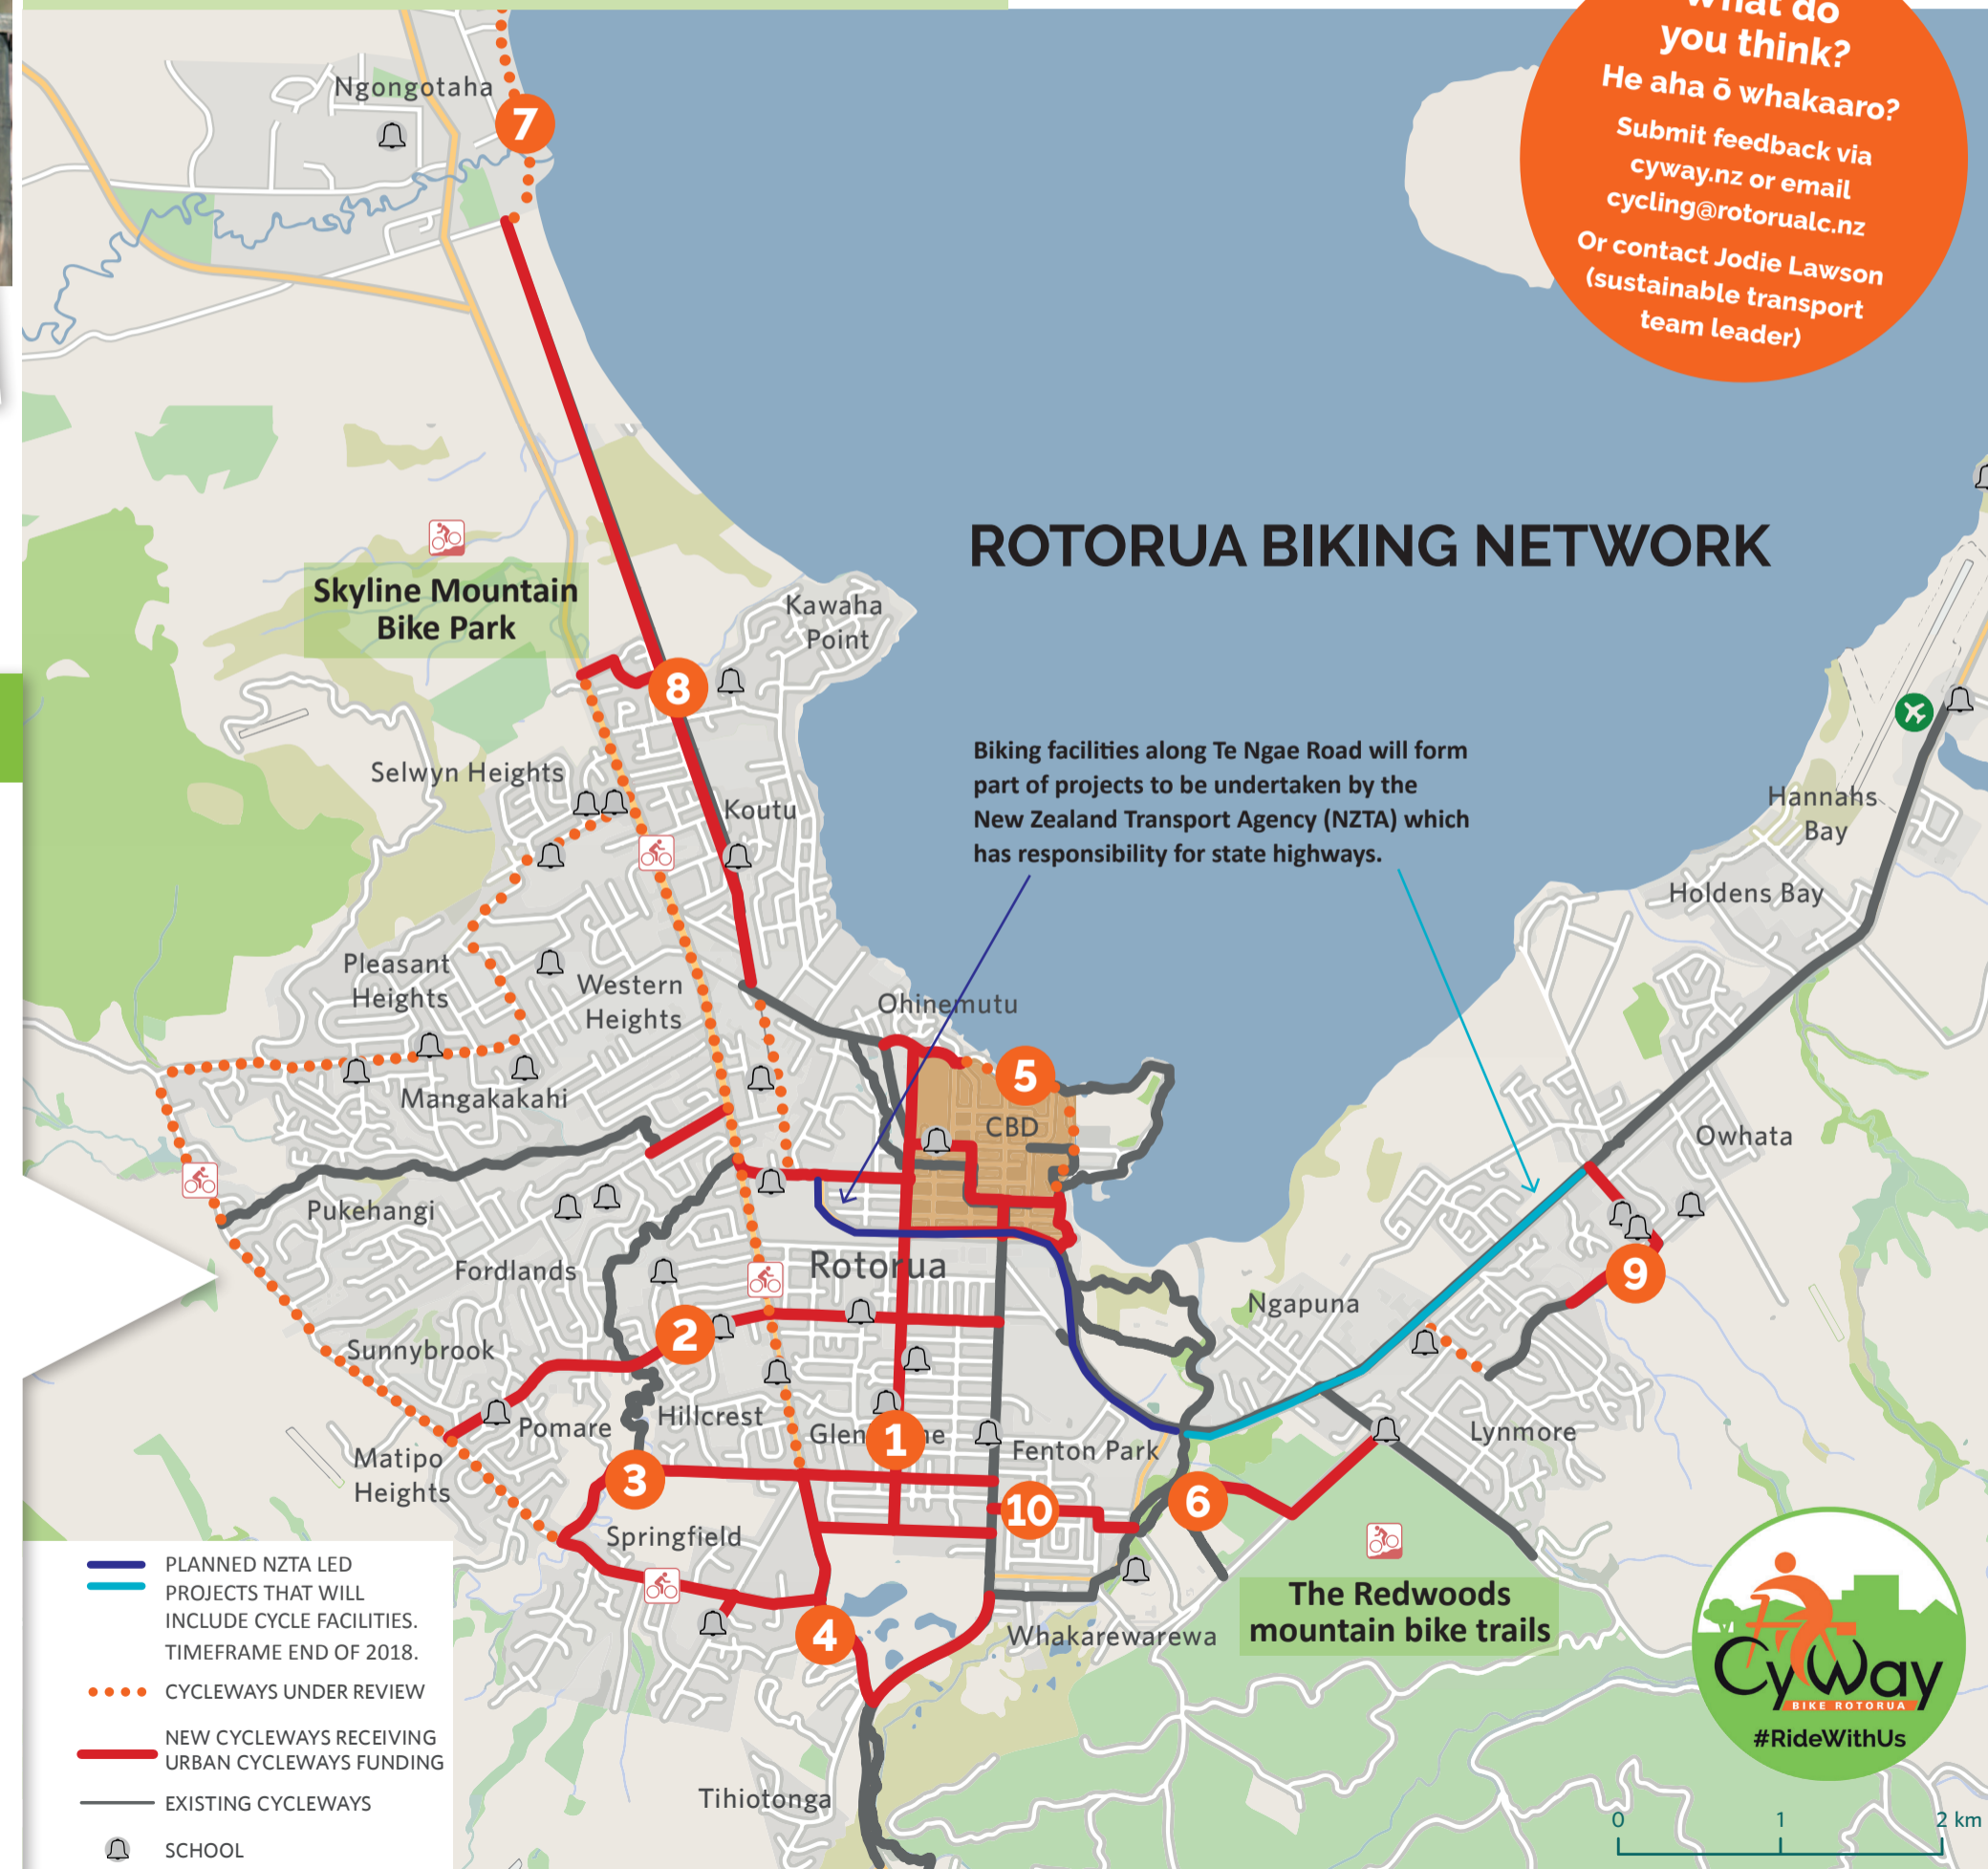 What do
you think?
He aha ō whakaaro?
Submit feedback via
cyway.nz or email
cycling@rotorualc.nz
Or contact Jodie Lawson
(sustainable transport
team leader)
ROTORUA BIKING NETWORK
Ngongotaha
7
Skyline Mountain
Bike Park
Kawaha
Point
8
Selwyn Heights
Koutu
Biking facilities along Te Ngae Road will form
part of projects to be undertaken by the
New Zealand Transport Agency (NZTA) which
has responsibility for state highways.
Hannahs
Bay
Holdens Bay
Pleasant
Heights
Western
Heights
Ohinemutu
5
CBD
Mangakakahi
Owhata
Pukehangi
Fordlands
Rotorua
9
Ngapuna
2
Sunnybrook
Pomare
Hillcrest
Glen
ne
1
Fenton Park
Lynmore
Matipo
Heights
3
10
6
Springfield
The Redwoods
mountain bike trails
4
Whakarewarewa
Tihiotonga
PLANNED NZTA LED
PROJECTS THAT WILL
INCLUDE CYCLE FACILITIES.
TIMEFRAME END OF 2018.
CYCLEWAYS UNDER REVIEW
NEW CYCLEWAYS RECEIVING
URBAN CYCLEWAYS FUNDING
EXISTING CYCLEWAYS
SCHOOL
CyWay
BIKE ROTORUA
#RideWithUs
0 1 2 km